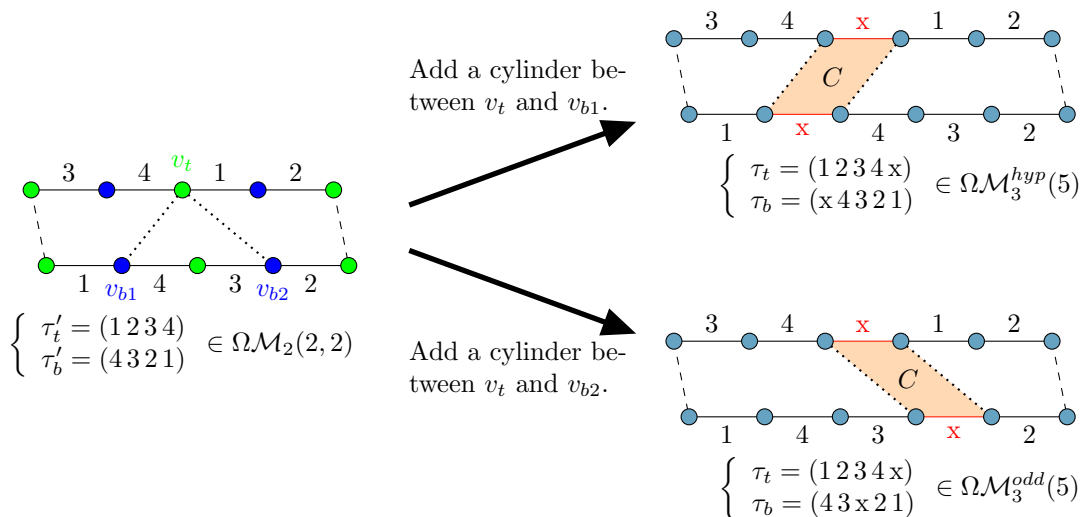 3 4 x 1 2
C
1 x 4 3 2
Add a cylinder be-
tween v_t and v_{b1}.
{ τ_t = (1 2 3 4 x)
τ_b = (x 4 3 2 1) ∈ ΩM_3^{hyp}(5)
v_t
3 4 1 2
1 4 3 2
v_{b1} v_{b2}
{ τ'_t = (1 2 3 4)
τ'_b = (4 3 2 1) ∈ ΩM_2(2, 2)
Add a cylinder be-
tween v_t and v_{b2}.
3 4 x 1 2
C
1 4 3 x 2
{ τ_t = (1 2 3 4 x)
τ_b = (4 3 x 2 1) ∈ ΩM_3^{odd}(5)